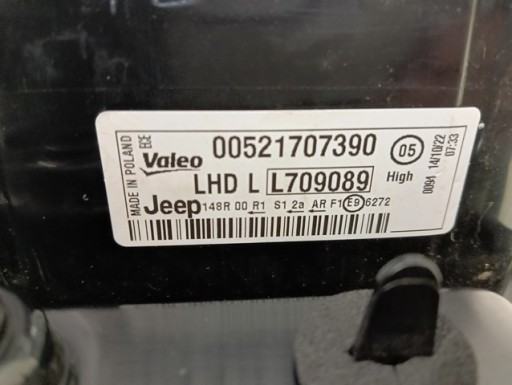 MADE IN POLAND
ECE
Valeo 00521707390 05
LHD L L709089 High
Jeep 148R 00 R1 S1 2a AR F1 E9 6272
0094 14/10/22
07:33